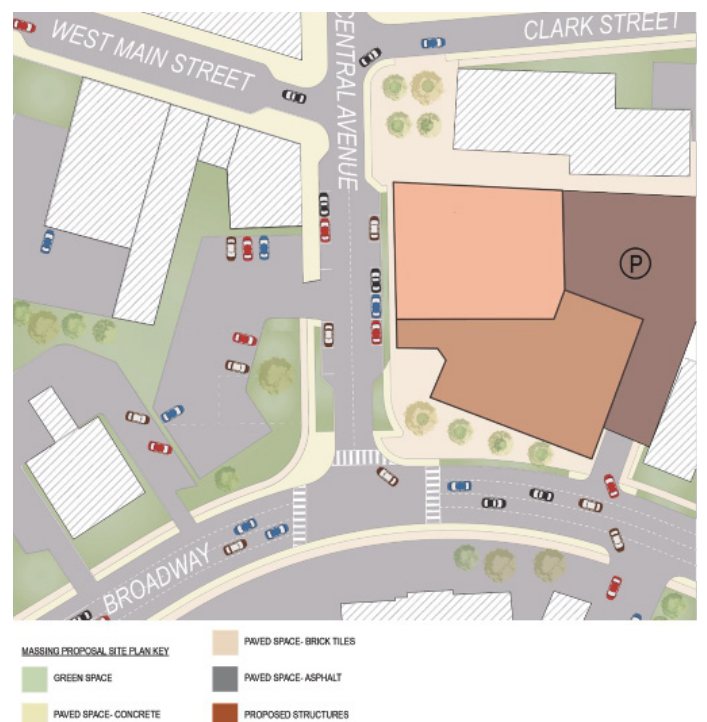 CLARK STREET
WEST MAIN STREET
CENTRAL AVENUE
P
BROADWAY
MASSING PROPOSAL SITE PLAN KEY
GREEN SPACE
PAVED SPACE- CONCRETE
PAVED SPACE- BRICK TILES
PAVED SPACE- ASPHALT
PROPOSED STRUCTURES